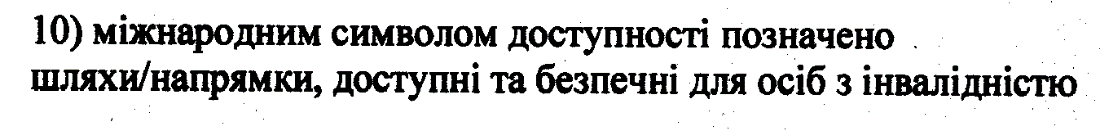 10) міжнародним символом доступності позначено
шляхи/напрямки, доступні та безпечні для осіб з інвалідністю